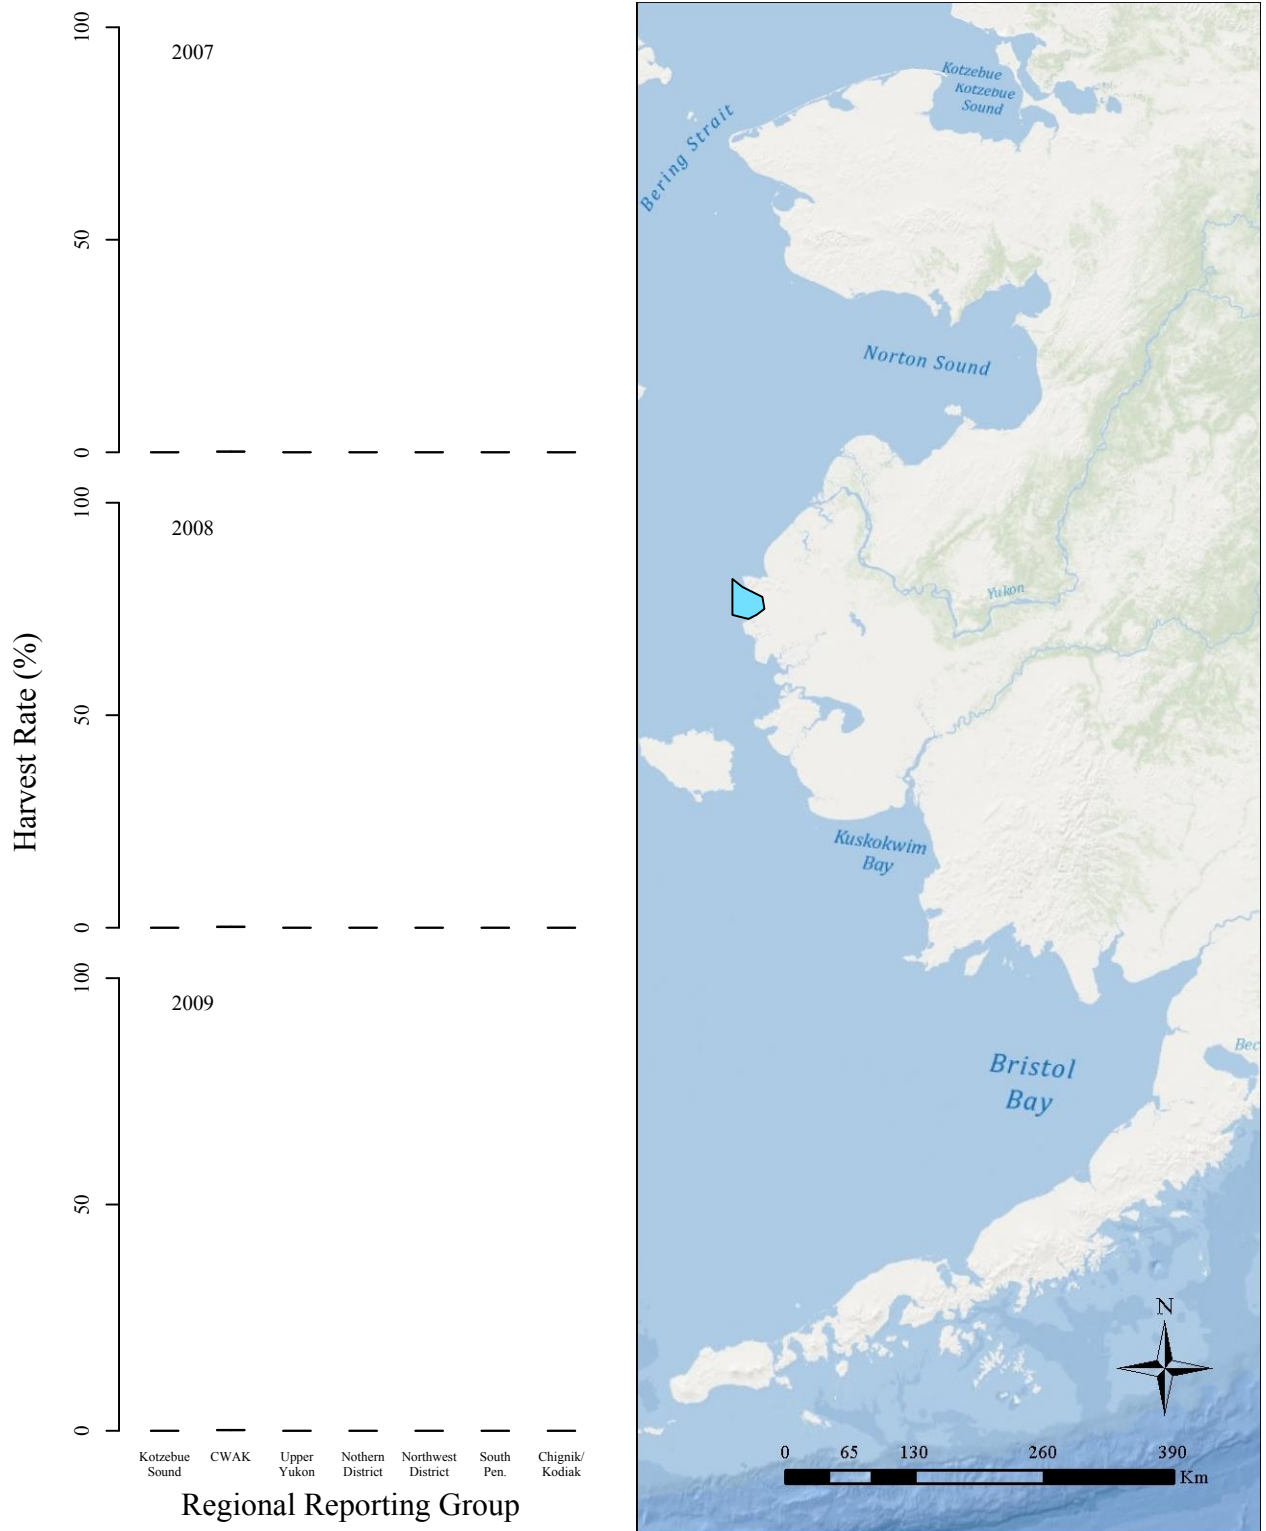 Harvest Rate (%)
100
50
0
2007
100
50
0
2008
100
50
0
2009
Kotzebue
Sound
CWAK
Upper
Yukon
Nothern
District
Northwest
District
South
Pen.
Chignik/
Kodiak
Regional Reporting Group
Kotzebue
Kotzebue
Sound
Bering Strait
Norton Sound
Yukon
Kuskokwim
Bay
Bristol
Bay
Bec
N
0 65 130 260 390
Km